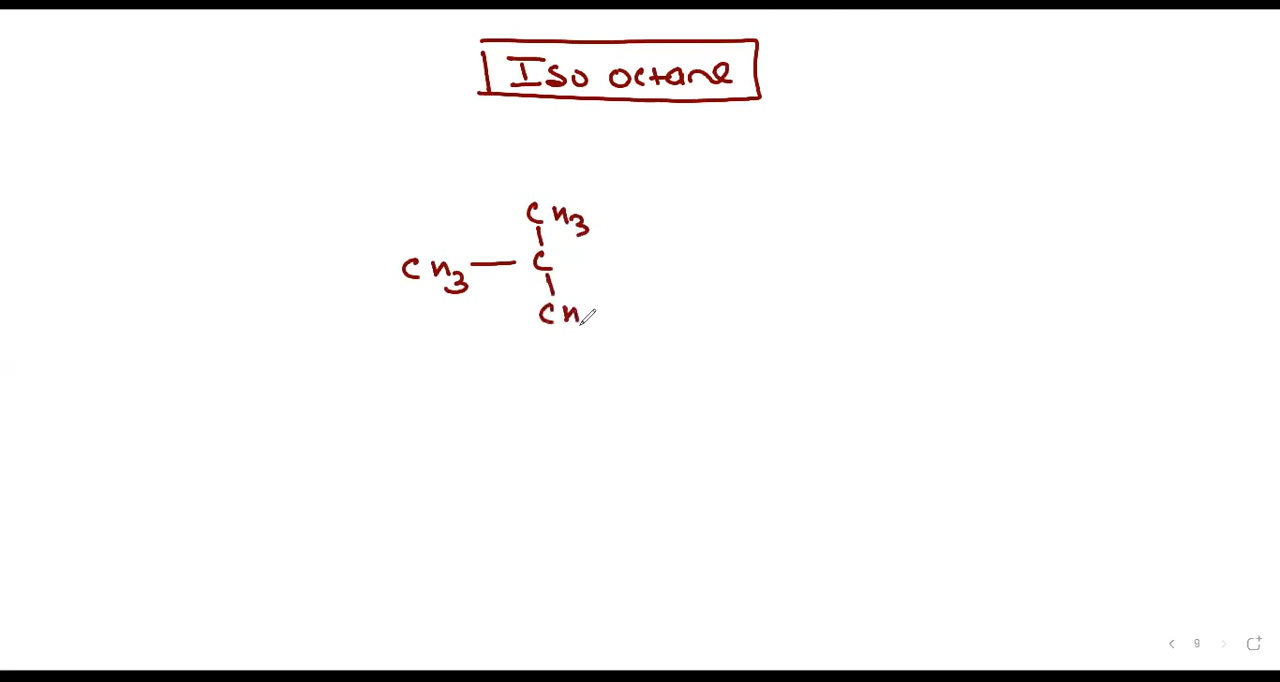 Iso octane
CH3
CH3 — C
CH
9